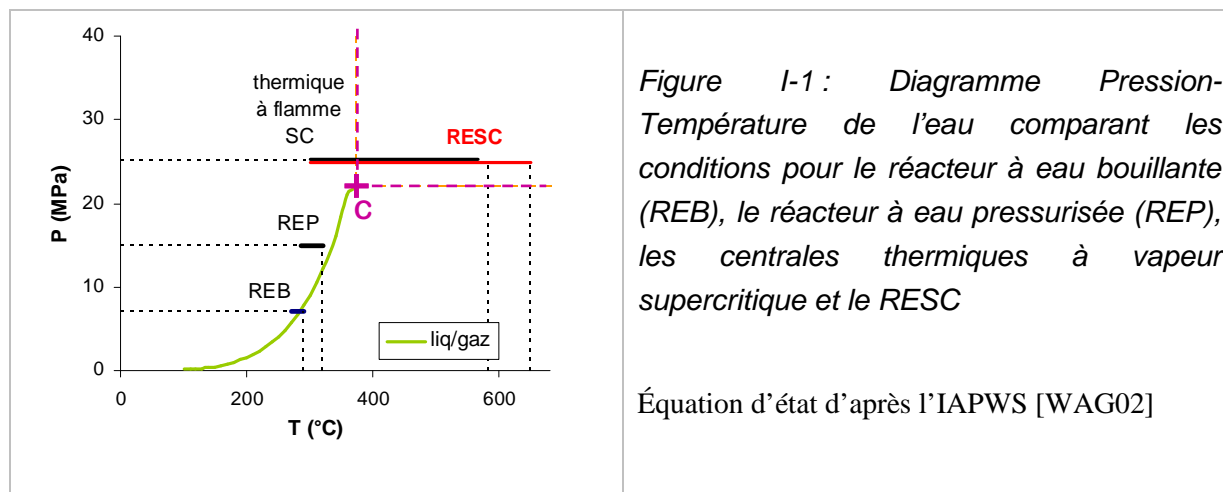 40
30
20
10
0
P (MPa)
thermique
à flamme
SC
RESC
C
REP
REB
liq/gaz
0
200
400
600
T (°C)
Figure I-1 : Diagramme Pression-
Température de l’eau comparant les
conditions pour le réacteur à eau bouillante
(REB), le réacteur à eau pressurisée (REP),
les centrales thermiques à vapeur
supercritique et le RESC
Équation d’état d’après l’IAPWS [WAG02]